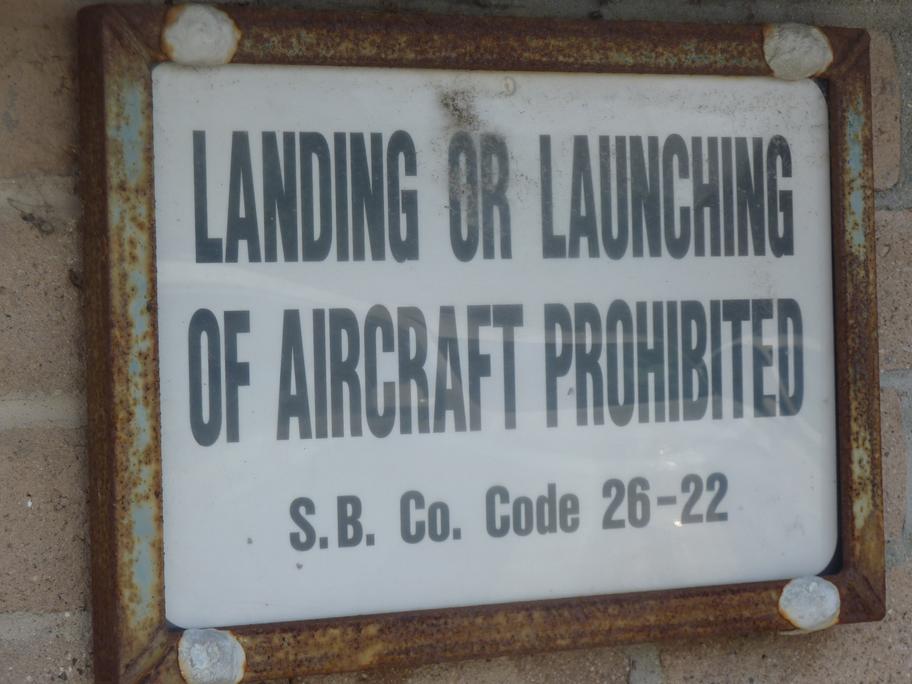 LANDING OR LAUNCHING
OF AIRCRAFT PROHIBITED
S.B. Co. Code 26-22